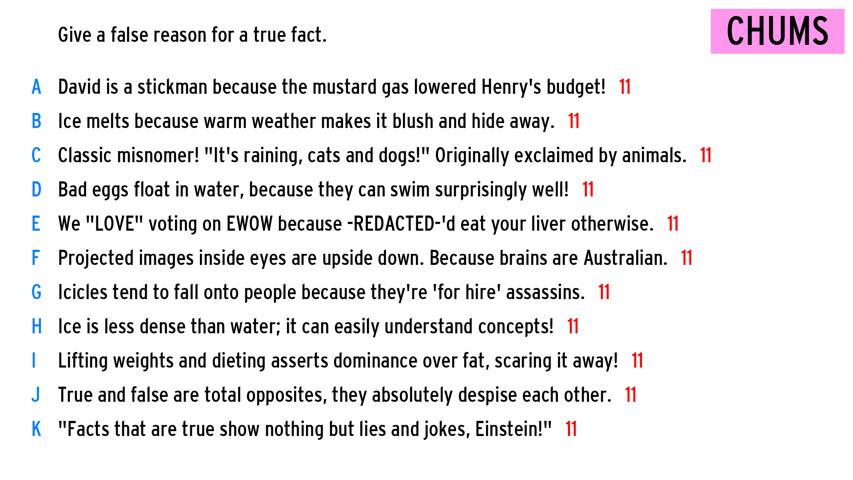 Give a false reason for a true fact.
CHUMS
A David is a stickman because the mustard gas lowered Henry's budget! 11
B Ice melts because warm weather makes it blush and hide away. 11
C Classic misnomer! "It's raining, cats and dogs!" Originally exclaimed by animals. 11
D Bad eggs float in water, because they can swim surprisingly well! 11
E We "LOVE" voting on EWOW because -REDACTED-'d eat your liver otherwise. 11
F Projected images inside eyes are upside down. Because brains are Australian. 11
G Icicles tend to fall onto people because they're 'for hire' assassins. 11
H Ice is less dense than water; it can easily understand concepts! 11
I Lifting weights and dieting asserts dominance over fat, scaring it away! 11
J True and false are total opposites, they absolutely despise each other. 11
K "Facts that are true show nothing but lies and jokes, Einstein!" 11